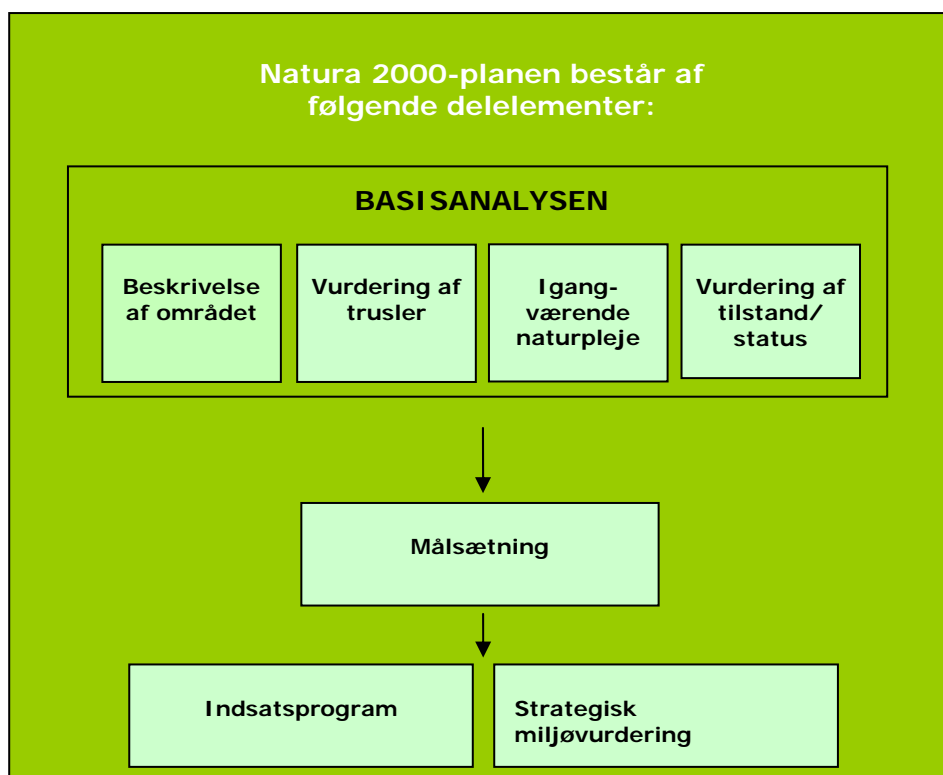 Natura 2000-planen består af
følgende delelementer:
BASISANALYSEN
Beskrivelse
af området
Vurdering af
trusler
Igang-
værende
naturpleje
Vurdering af
tilstand/
status
Målsætning
Indsatsprogram
Strategisk
miljøvurdering